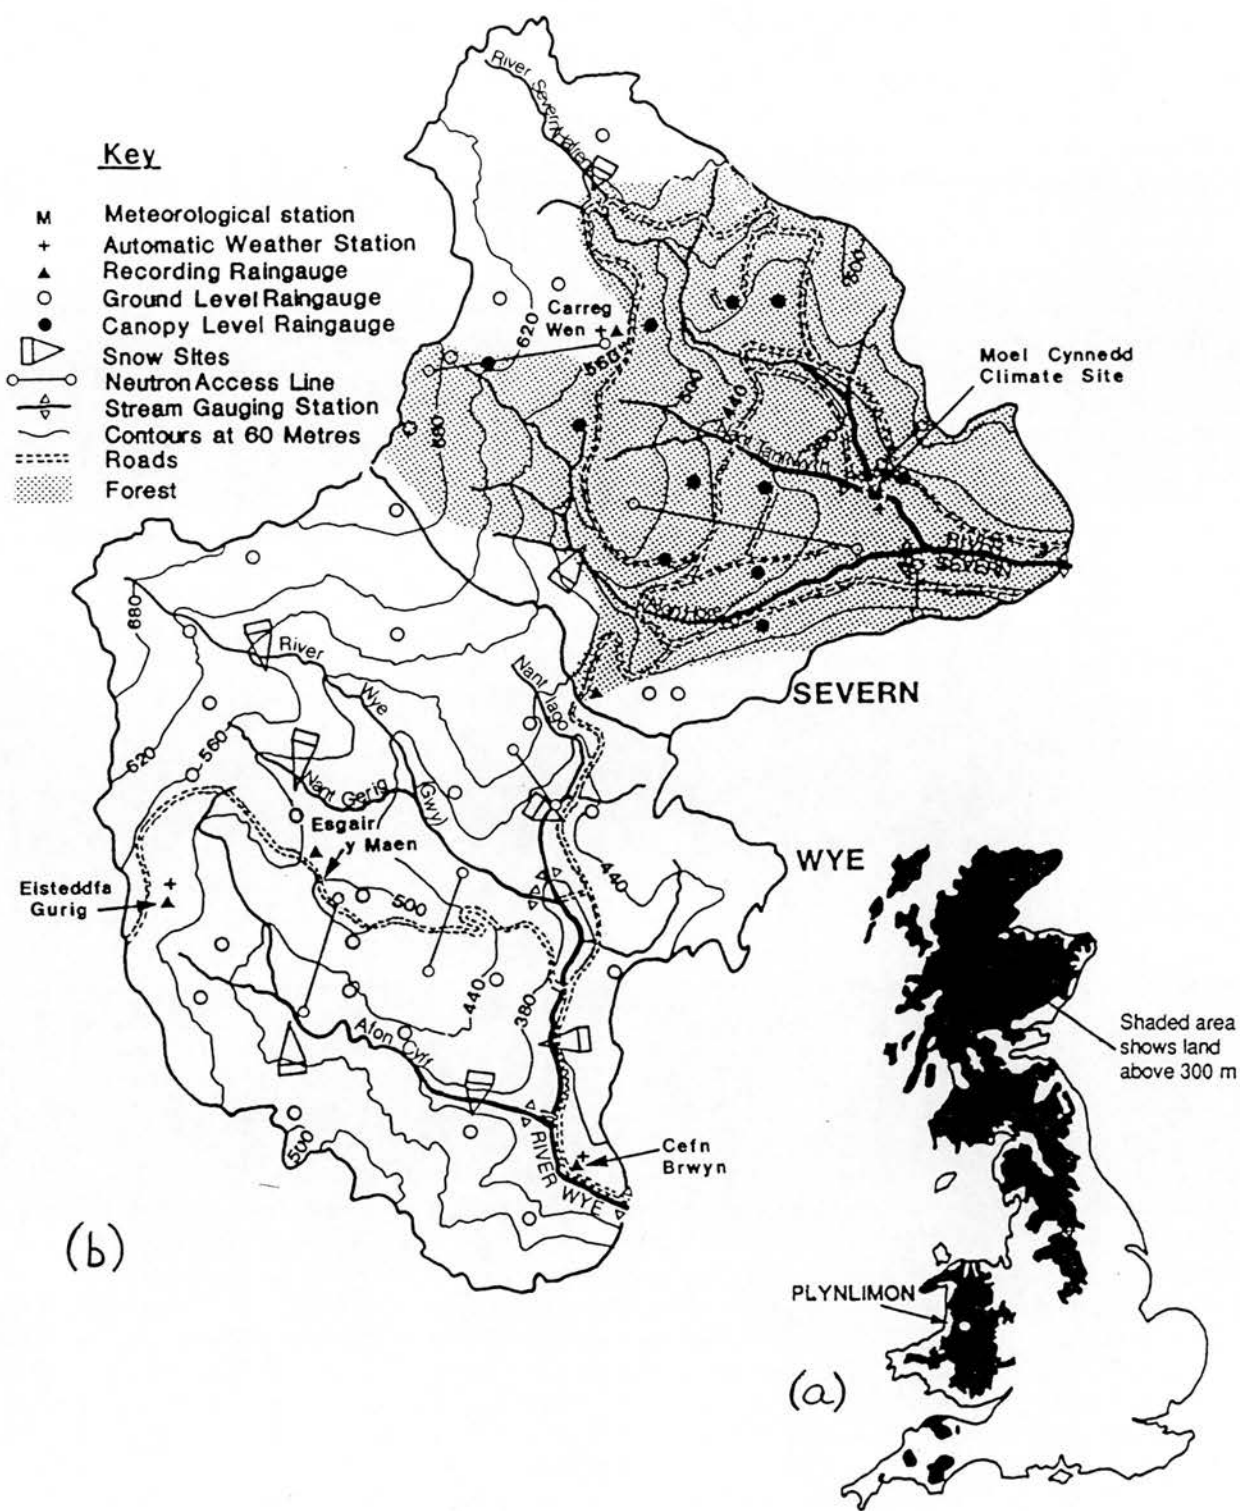 Key
M Meteorological station
+ Automatic Weather Station
Recording Raingauge
Ground Level Raingauge
Canopy Level Raingauge
Snow Sites
Neutron Access Line
Stream Gauging Station
Contours at 60 Metres
Roads
Forest
River Severn
620
Carreg
Wen
560
500
500
440
680
Moel Cynnedd
Climate Site
RIVER
SEVERN
Afon Hore
SEVERN
680
River
Wye
Nant Iago
620
560
Nant Gerig
(Gwy)
Esgair
y Maen
Eisteddfa
Gurig
500
440
WYE
440
380
Afon Cyff
500
RIVER
WYE
Cefn
Brwyn
(b)
Shaded area
shows land
above 300 m
PLYNLIMON
(a)